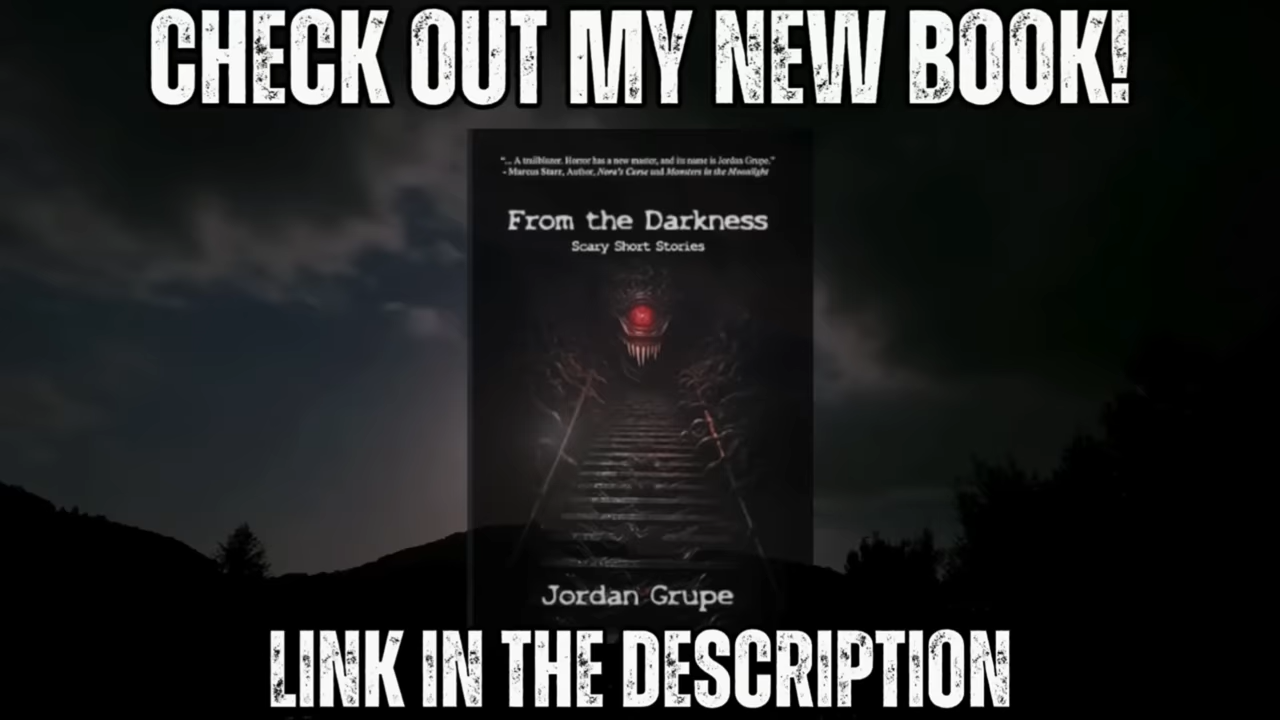 CHECK OUT MY NEW BOOK!
"... A trailblazer. Horror has a new master, and its name is Jordan Grupe."
- Marcus Starr, Author, Nora's Curse and Monsters in the Moonlight
From the Darkness
Scary Short Stories
Jordan Grupe
LINK IN THE DESCRIPTION